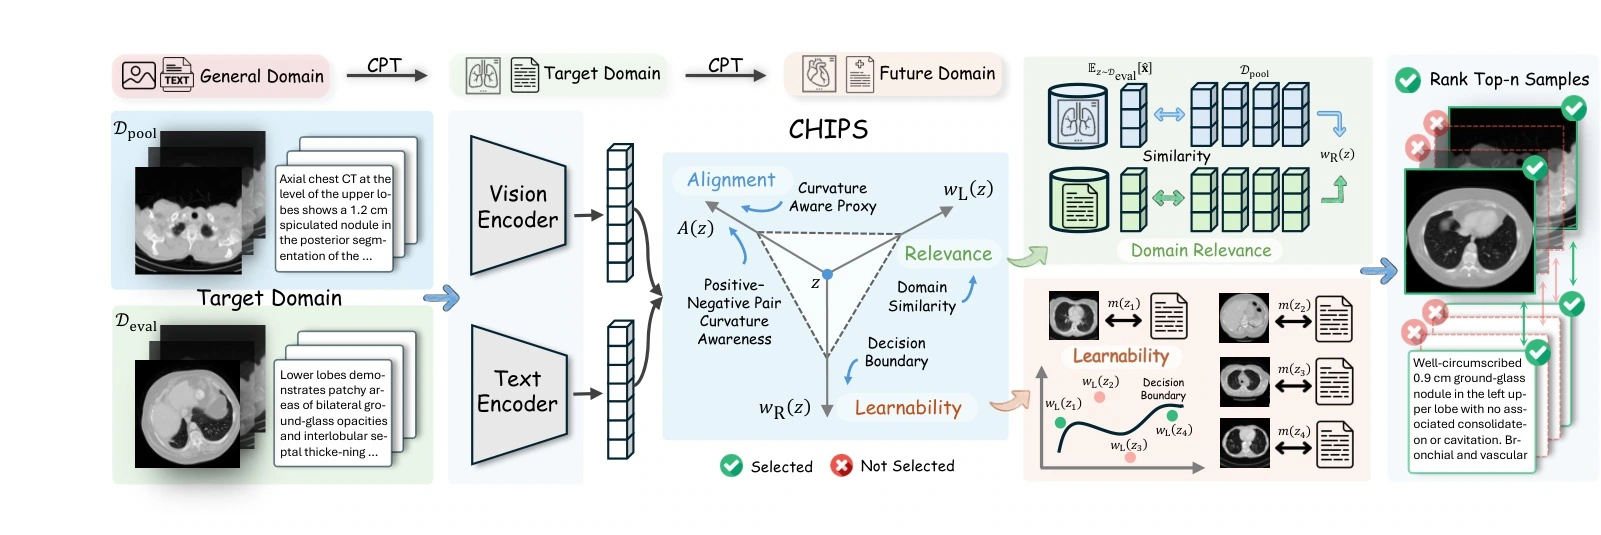 TEXT
General Domain
CPT
Target Domain
CPT
Future Domain
𝒟pool
Axial chest CT at the
level of the upper lo-
bes shows a 1.2 cm
spiculated nodule in
the posterior segm-
entation of the ...
Target Domain
𝒟eval
Lower lobes demo-
nstrates patchy ar-
eas of bilateral gro-
und-glass opacities
and interlobular se-
ptal thicke-ning ...
Vision
Encoder
Text
Encoder
CHIPS
Alignment
Curvature
Aware Proxy
A(z)
wL(z)
Relevance
z
Positive–
Negative Pair
Curvature
Awareness
Domain
Similarity
Decision
Boundary
wR(z)
Learnability
Selected
Not Selected
𝔼z~𝒟eval[x̂]
𝒟pool
Similarity
wR(z)
Domain Relevance
m(z1)
m(z2)
Learnability
m(z3)
wL(z2)
Decision
Boundary
wL(z1)
wL(z4)
wL(z3)
m(z4)
Rank Top-n Samples
Well-circumscribed
0.9 cm ground-glass
nodule in the left up-
per lobe with no ass-
ociated consolidate-
on or cavitation. Br-
onchial and vascular